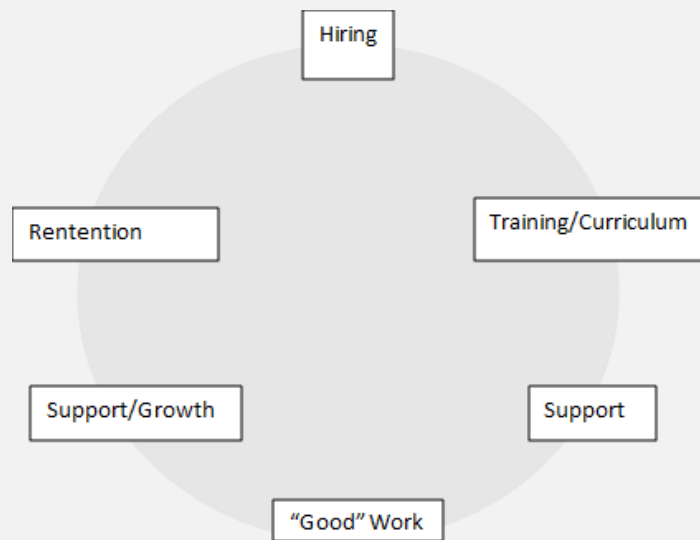 Hiring
Rentention
Training/Curriculum
Support/Growth
Support
“Good” Work